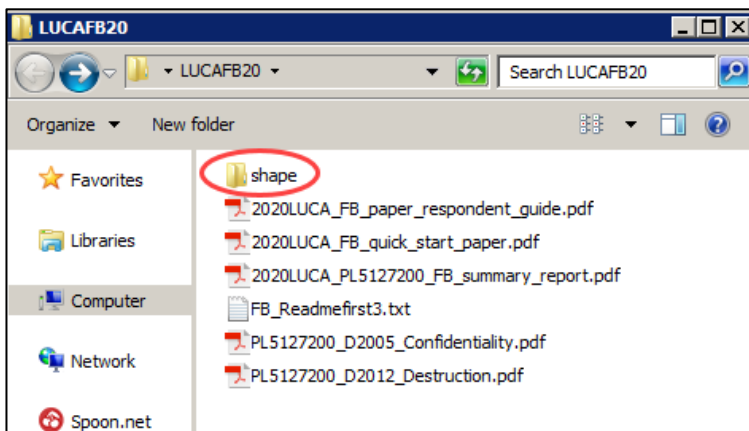 LUCAFB20
LUCAFB20
Search LUCAFB20
Organize
New folder
Favorites
shape
2020LUCA_FB_paper_respondent_guide.pdf
Libraries
2020LUCA_FB_quick_start_paper.pdf
2020LUCA_PL5127200_FB_summary_report.pdf
Computer
FB_Readmefirst3.txt
PL5127200_D2005_Confidentiality.pdf
Network
PL5127200_D2012_Destruction.pdf
Spoon.net